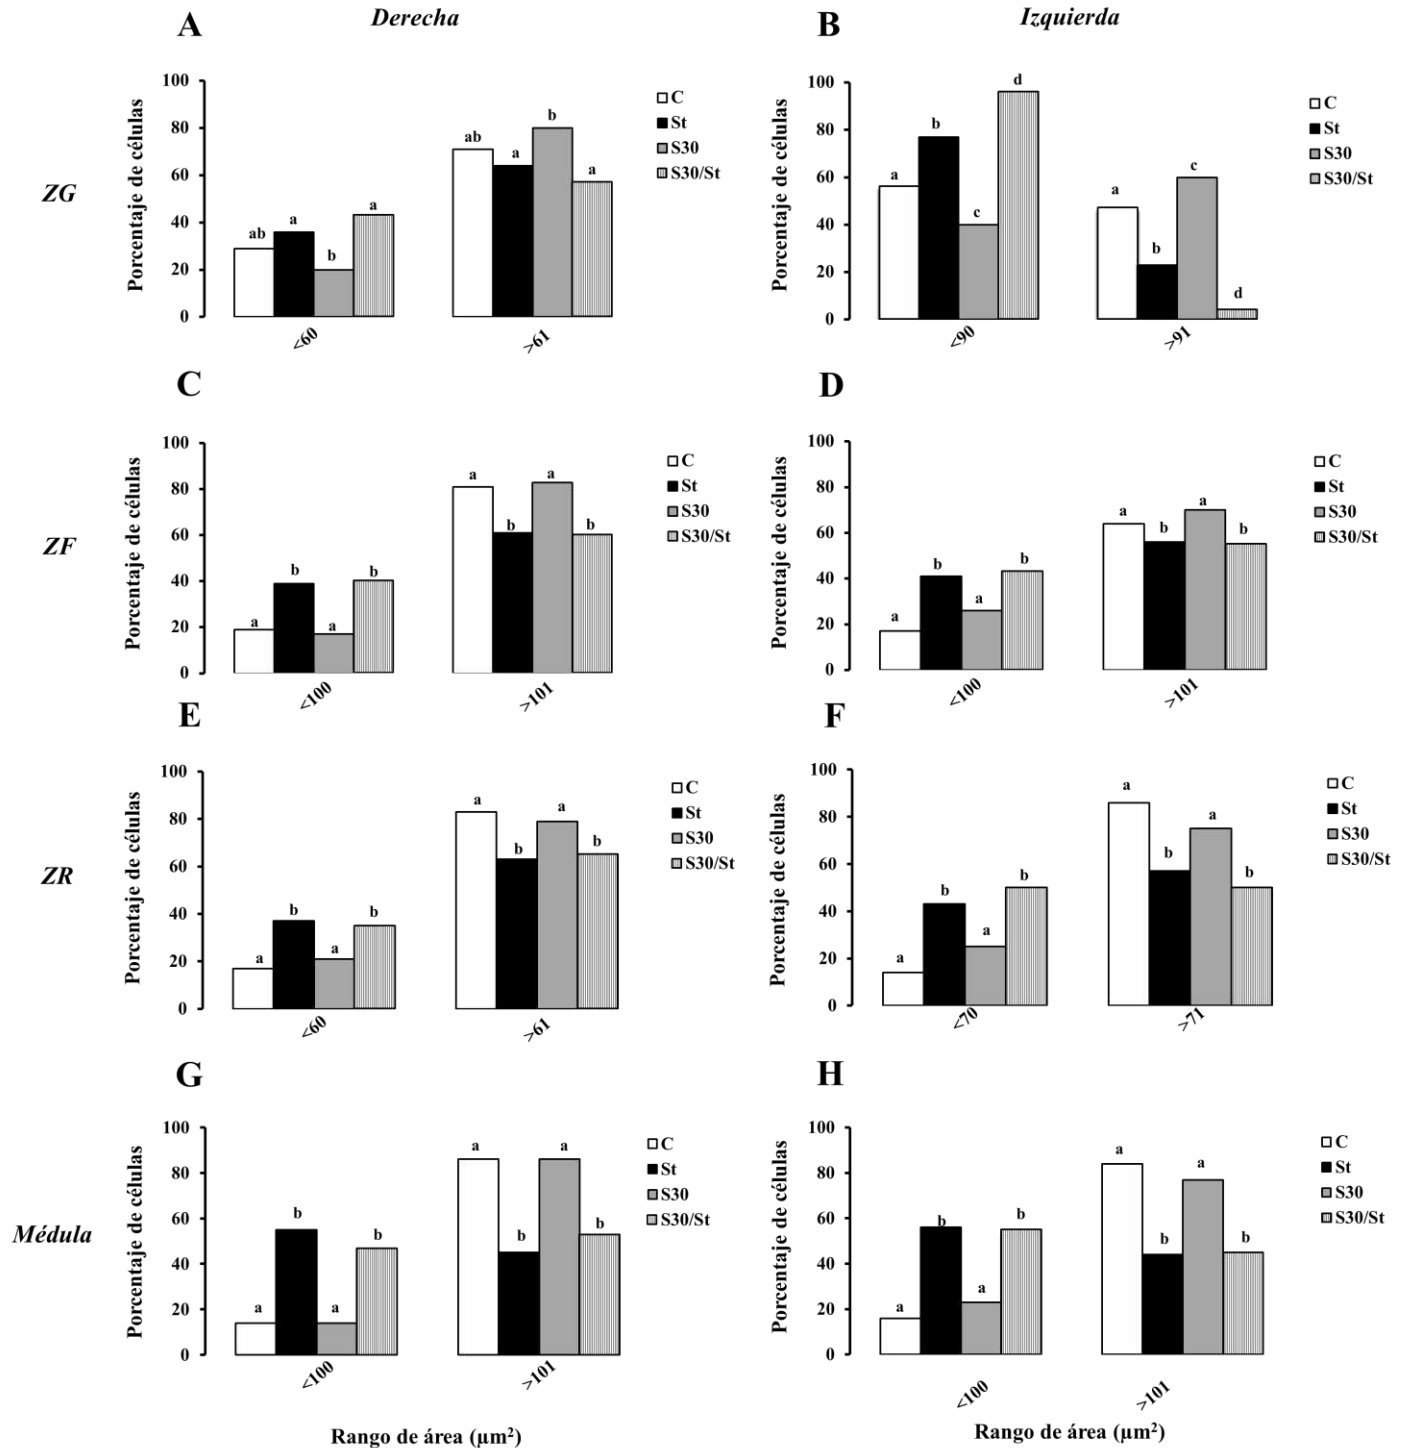 A Derecha
B Izquierda
ZG
Porcentaje de células
100
80
60
40
20
0
ab a b a
ab a b a
<60 >61
C
St
S30
S30/St
Porcentaje de células
100
80
60
40
20
0
a b c d
a b c d
<90 >91
C
St
S30
S30/St
C
D
ZF
Porcentaje de células
100
80
60
40
20
0
a b a b
a b a b
<100 >101
C
St
S30
S30/St
Porcentaje de células
100
80
60
40
20
0
a b a b
a b a b
<100 >101
C
St
S30
S30/St
E
F
ZR
Porcentaje de células
100
80
60
40
20
0
a b a b
a b a b
<60 >61
C
St
S30
S30/St
Porcentaje de células
100
80
60
40
20
0
a b a b
a b a b
<70 >71
C
St
S30
S30/St
G
H
Médula
Porcentaje de células
100
80
60
40
20
0
a b a b
a b a b
<100 >101
C
St
S30
S30/St
Rango de área (µm²)
Porcentaje de células
100
80
60
40
20
0
a b a b
a b a b
<100 >101
C
St
S30
S30/St
Rango de área (µm²)